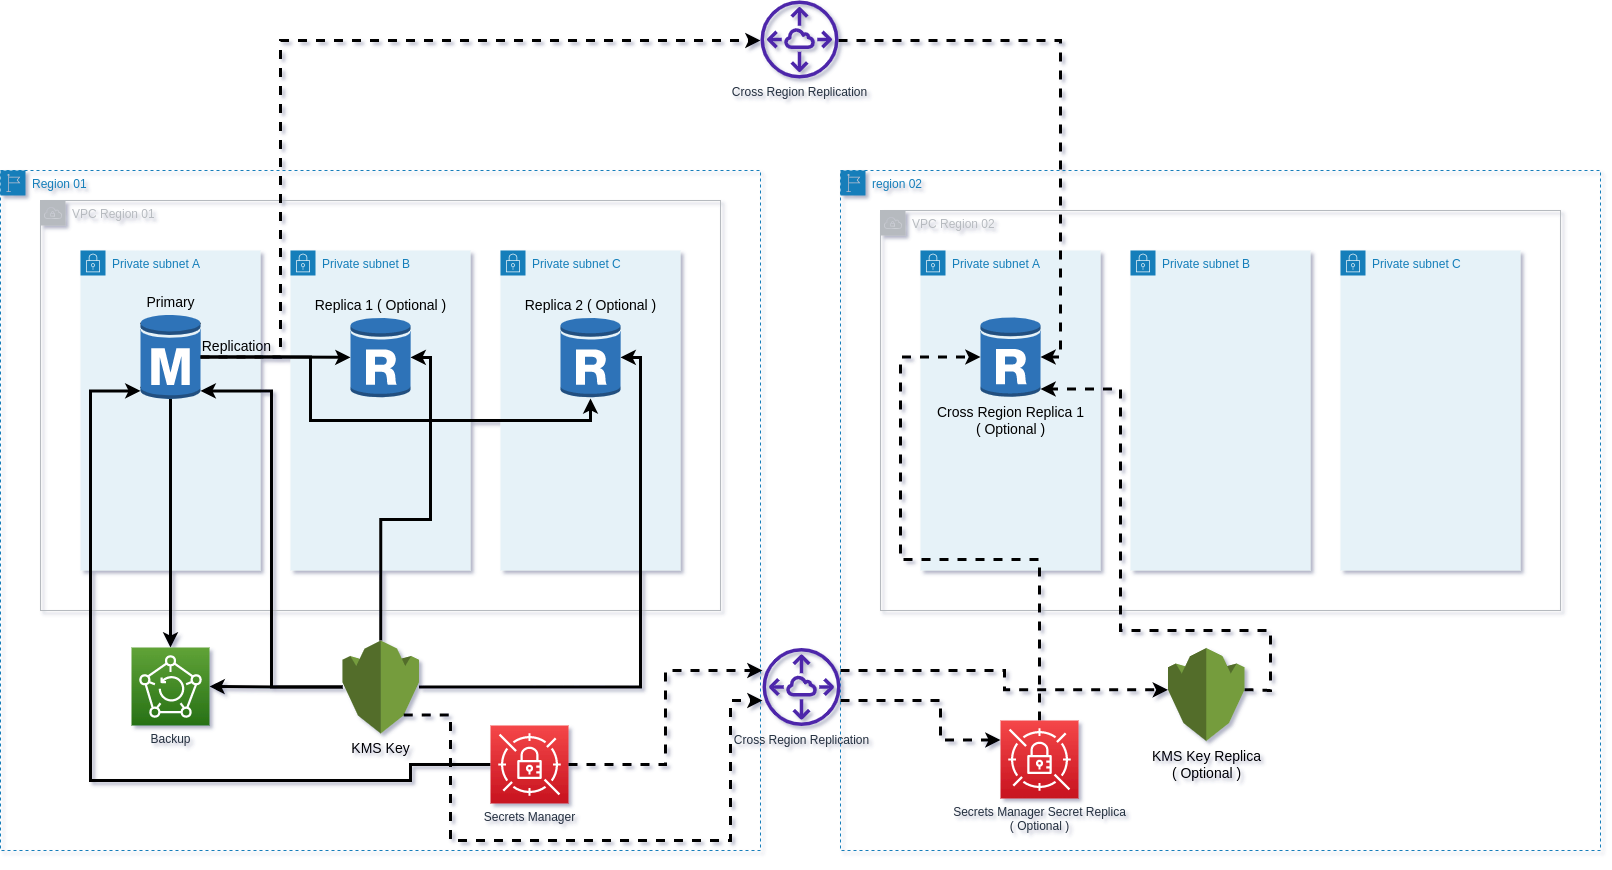 Cross Region Replication
Region 01
VPC Region 01
Private subnet A
Private subnet B
Private subnet C
Primary
Replica 1 ( Optional )
Replica 2 ( Optional )
M
Replication
R
R
Backup
KMS Key
Secrets Manager
Cross Region Replication
region 02
VPC Region 02
Private subnet A
Private subnet B
Private subnet C
R
Cross Region Replica 1
( Optional )
KMS Key Replica
( Optional )
Secrets Manager Secret Replica
( Optional )